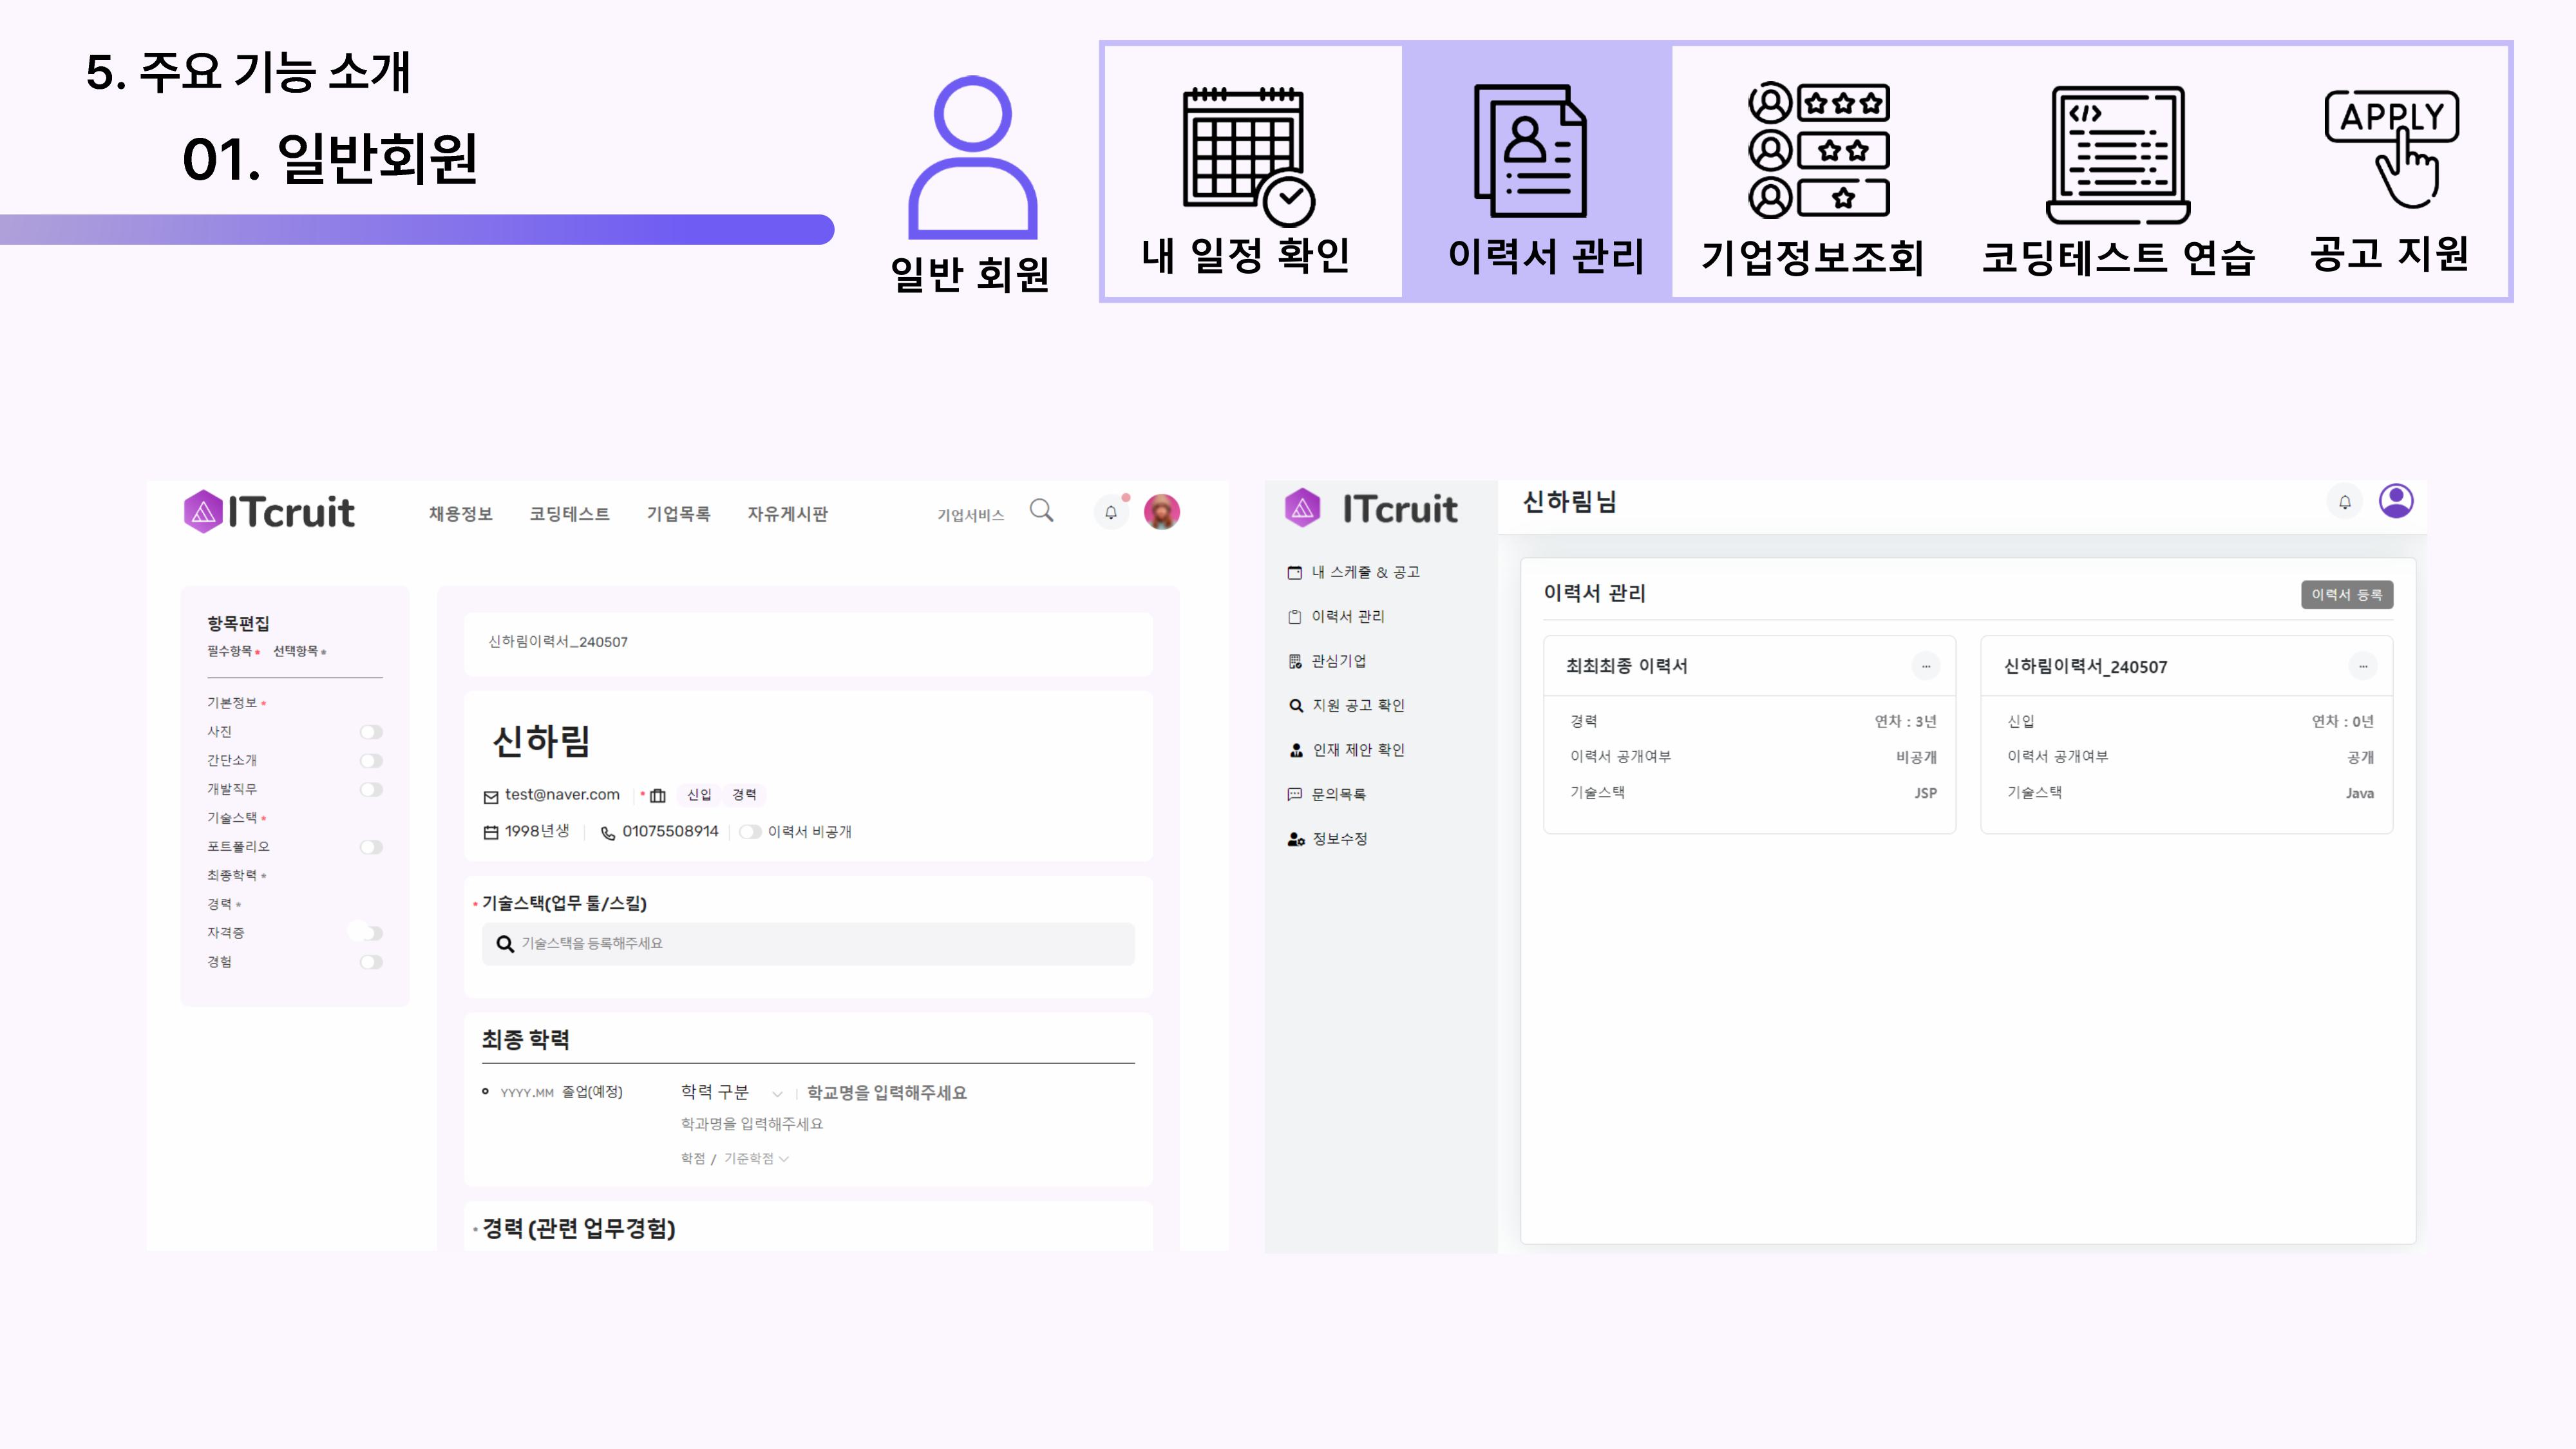 5. 주요 기능 소개
01. 일반회원
일반 회원
내 일정 확인
이력서 관리
기업정보조회
코딩테스트 연습
APPLY
공고 지원
ITcruit
채용정보 코딩테스트 기업목록 자유게시판 기업서비스
항목편집
필수항목* 선택항목*
기본정보*
사진
간단소개
개발직무
기술스택*
포트폴리오
최종학력*
경력*
자격증
경험
신하림이력서_240507
신하림
test@naver.com * 신입 경력
1998년생 01075508914 이력서 비공개
* 기술스택(업무 툴/스킬)
기술스택을 등록해주세요
최종 학력
YYYY.MM 졸업(예정) 학력 구분 학교명을 입력해주세요
학과명을 입력해주세요
학점 / 기준학점
* 경력 (관련 업무경험)
ITcruit
내 스케줄 & 공고
이력서 관리
관심기업
지원 공고 확인
인재 제안 확인
문의목록
정보수정
신하림님
이력서 관리 이력서 등록
최최최종 이력서 ...
경력 연차 : 3년
이력서 공개여부 비공개
기술스택 JSP
신하림이력서_240507 ...
신입 연차 : 0년
이력서 공개여부 공개
기술스택 Java